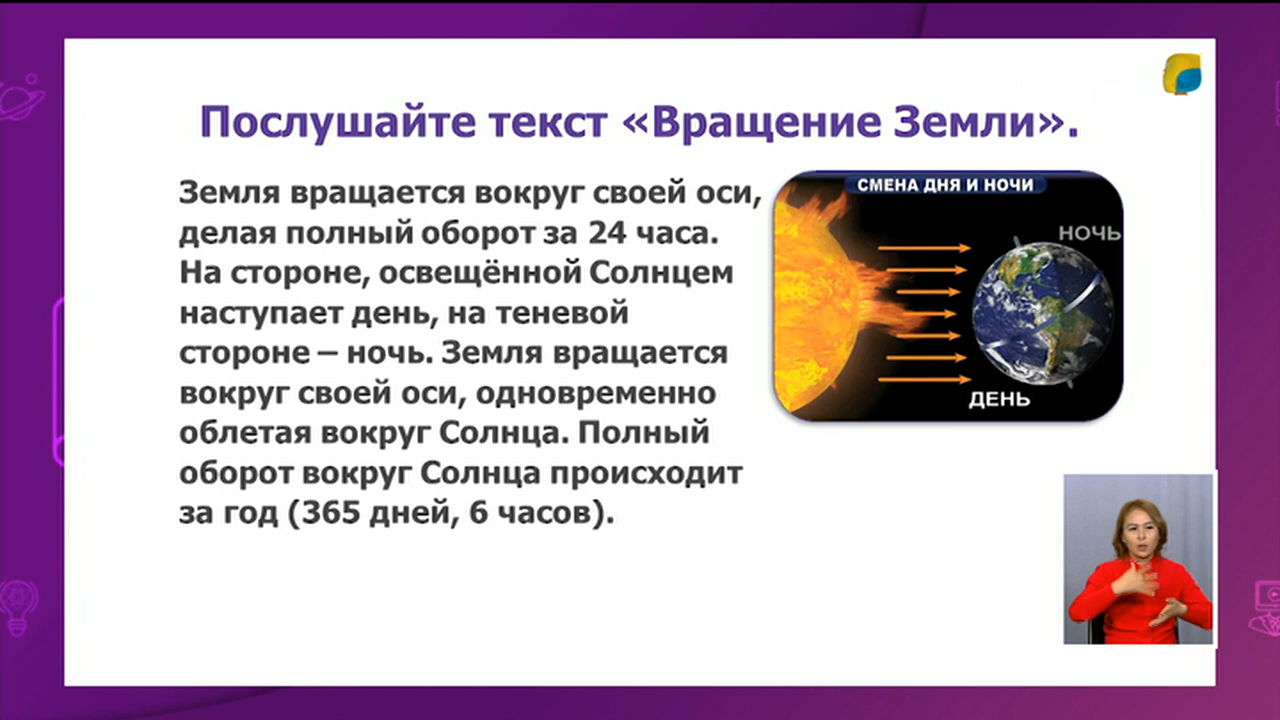 Послушайте текст «Вращение Земли».
Земля вращается вокруг своей оси,
делая полный оборот за 24 часа.
На стороне, освещённой Солнцем
наступает день, на теневой
стороне – ночь. Земля вращается
вокруг своей оси, одновременно
облетая вокруг Солнца. Полный
оборот вокруг Солнца происходит
за год (365 дней, 6 часов).
СМЕНА ДНЯ И НОЧИ
НОЧЬ
ДЕНЬ